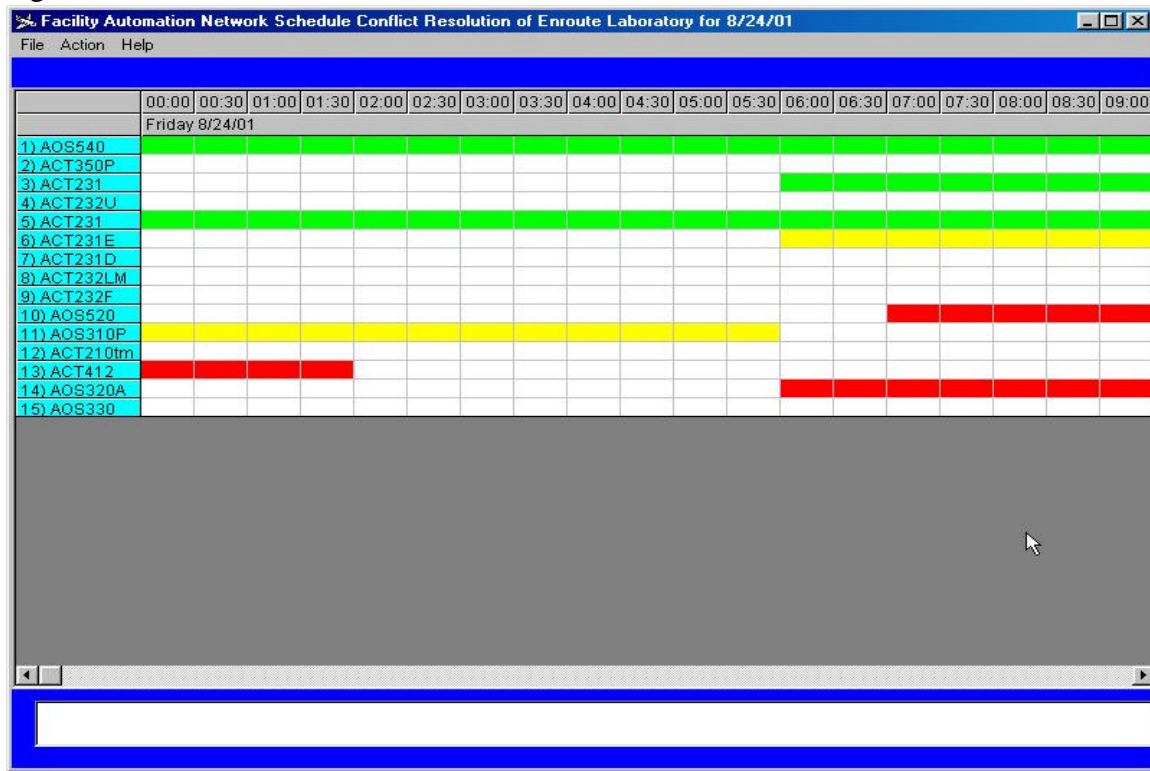 Facility Automation Network Schedule Conflict Resolution of Enroute Laboratory for 8/24/01
File Action Help
00:00 00:30 01:00 01:30 02:00 02:30 03:00 03:30 04:00 04:30 05:00 05:30 06:00 06:30 07:00 07:30 08:00 08:30 09:00
Friday 8/24/01
1) AOS540
2) ACT350P
3) ACT231
4) ACT232U
5) ACT231
6) ACT231E
7) ACT231D
8) ACT232LM
9) ACT232F
10) AOS520
11) AOS310P
12) ACT210tm
13) ACT412
14) AOS320A
15) AOS330